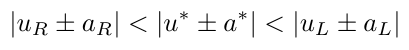 |u_R ± a_R| < |u* ± a*| < |u_L ± a_L|